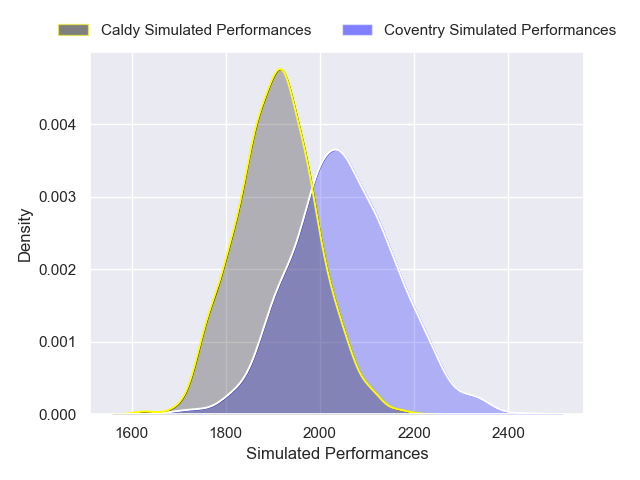 Caldy Simulated Performances Coventry Simulated Performances
0.004
0.003
0.002
0.001
0.000
Density
1600 1800 2000 2200 2400
Simulated Performances